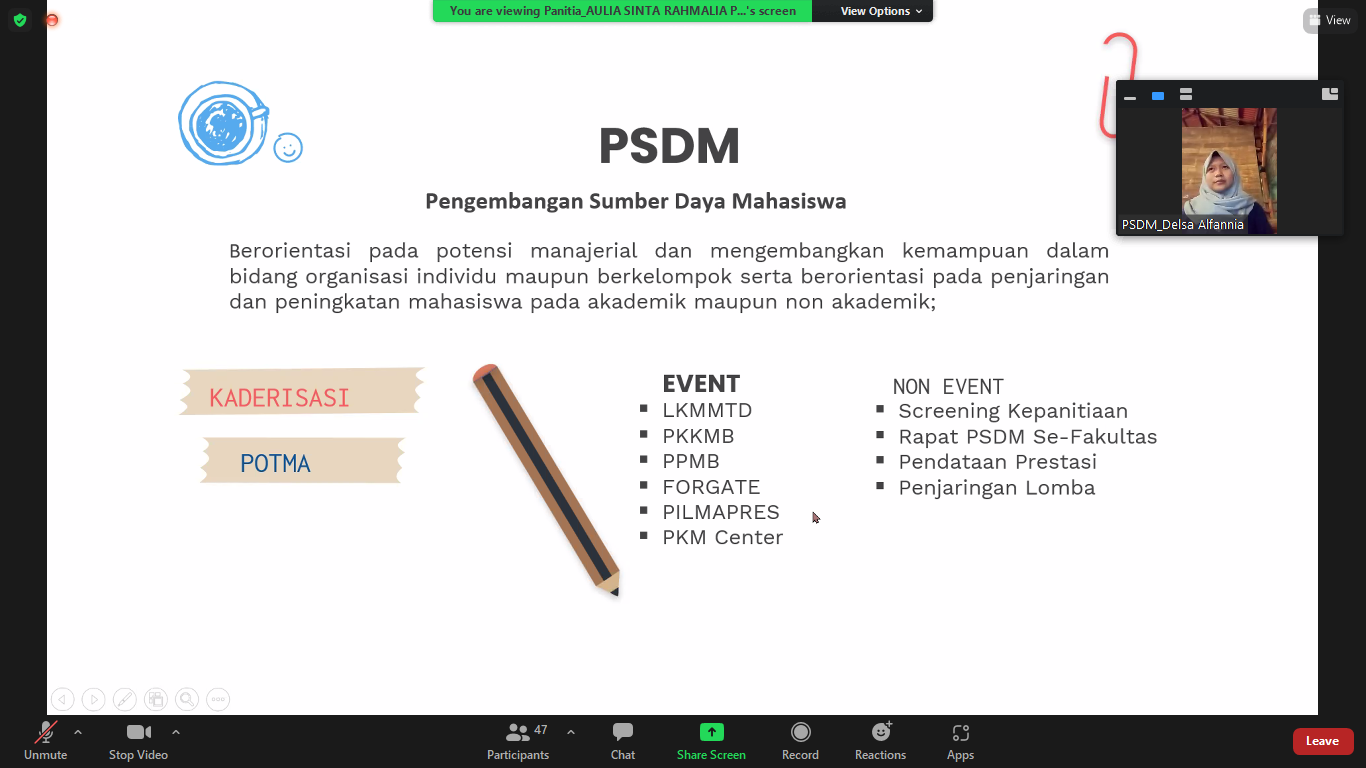 You are viewing Panitia_AULIA SINTA RAHMALIA P...'s screen
View Options
View
PSDM
Pengembangan Sumber Daya Mahasiswa
PSDM_Delsa Alfannia
Berorientasi pada potensi manajerial dan mengembangkan kemampuan dalam
bidang organisasi individu maupun berkelompok serta berorientasi pada penjaringan
dan peningkatan mahasiswa pada akademik maupun non akademik;
KADERISASI
POTMA
EVENT
▪ LKMMTD
▪ PKKMB
▪ PPMB
▪ FORGATE
▪ PILMAPRES
▪ PKM Center
NON EVENT
▪ Screening Kepanitiaan
▪ Rapat PSDM Se-Fakultas
▪ Pendataan Prestasi
▪ Penjaringan Lomba
Unmute
Stop Video
47
Participants
Chat
Share Screen
Record
Reactions
Apps
Leave